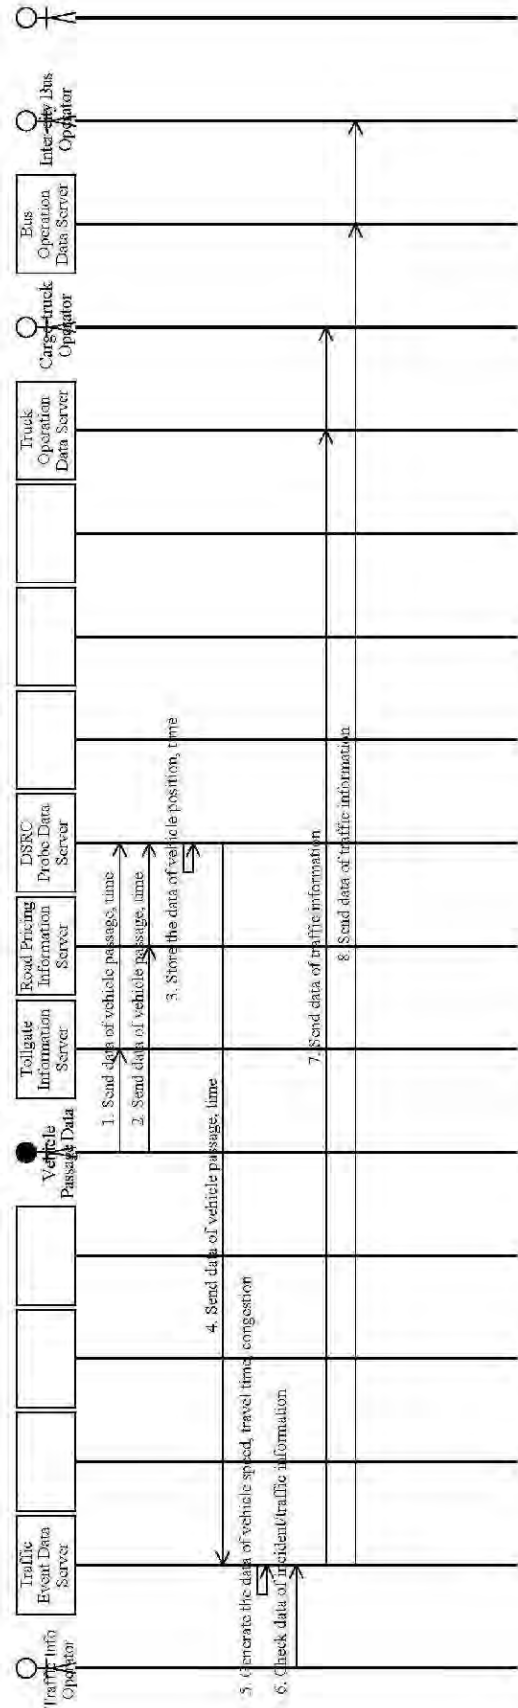 Traffic Info
Operator
Traffic
Event Data
Server
Vehicle
Passage Data
Tollgate
Information
Server
Road Pricing
Information
Server
DSRC
Probe Data
Server
Truck
Operation
Data Server
Cargo-truck
Operator
Bus
Operation
Data Server
Inter-city Bus
Operator
1. Send data of vehicle passage, time
2. Send data of vehicle passage, time
3. Store the data of vehicle position, time
4. Send data of vehicle passage, time
5. Generate the data of vehicle speed, travel time, congestion
6. Check data of incident/traffic information
7. Send data of traffic information
8. Send data of traffic information